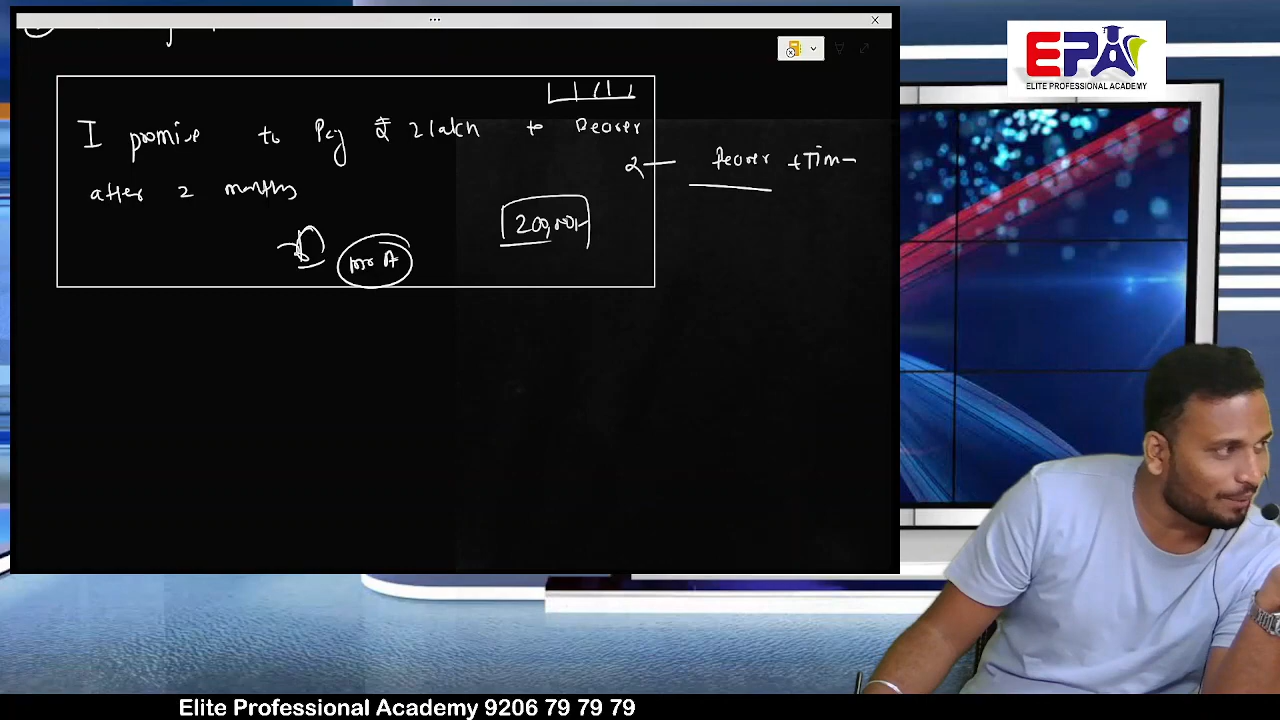 EPA
ELITE PROFESSIONAL ACADEMY
I promise to Pay ₹ 2 lakh to Bearer
2 — Bearer + Time
after 2 months
200,000/-
A
Elite Professional Academy 9206 79 79 79